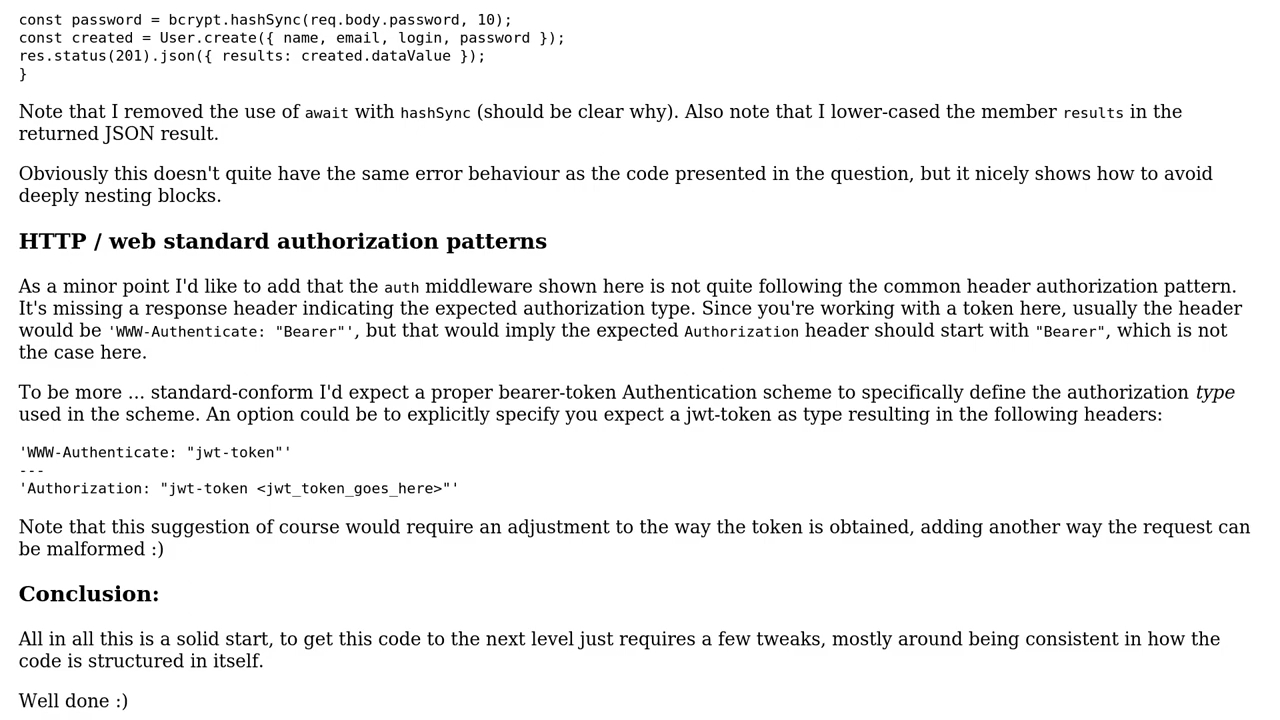 const password = bcrypt.hashSync(req.body.password, 10);
const created = User.create({ name, email, login, password });
res.status(201).json({ results: created.dataValue });
}
Note that I removed the use of await with hashSync (should be clear why). Also note that I lower-cased the member results in the
returned JSON result.
Obviously this doesn't quite have the same error behaviour as the code presented in the question, but it nicely shows how to avoid
deeply nesting blocks.
HTTP / web standard authorization patterns
As a minor point I'd like to add that the auth middleware shown here is not quite following the common header authorization pattern.
It's missing a response header indicating the expected authorization type. Since you're working with a token here, usually the header
would be 'WWW-Authenticate: "Bearer"', but that would imply the expected Authorization header should start with "Bearer", which is not
the case here.
To be more ... standard-conform I'd expect a proper bearer-token Authentication scheme to specifically define the authorization type
used in the scheme. An option could be to explicitly specify you expect a jwt-token as type resulting in the following headers:
'WWW-Authenticate: "jwt-token"'
---
'Authorization: "jwt-token <jwt_token_goes_here>"'
Note that this suggestion of course would require an adjustment to the way the token is obtained, adding another way the request can
be malformed :)
Conclusion:
All in all this is a solid start, to get this code to the next level just requires a few tweaks, mostly around being consistent in how the
code is structured in itself.
Well done :)